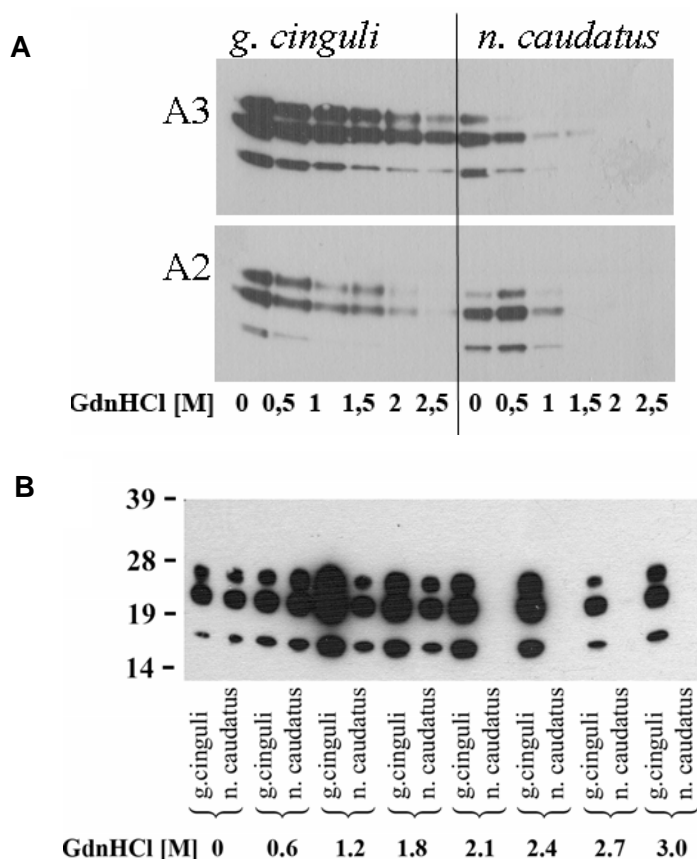 A
g. cinguli n. caudatus
A3
A2
GdnHCl [M] 0 0,5 1 1,5 2 2,5 0 0,5 1 1,5 2 2,5
B
39
28
19
14
g.cinguli n. caudatus g.cinguli n. caudatus g.cinguli n. caudatus g.cinguli n. caudatus g.cinguli n. caudatus g.cinguli n. caudatus g.cinguli n. caudatus g.cinguli n. caudatus
GdnHCl [M] 0 0.6 1.2 1.8 2.1 2.4 2.7 3.0